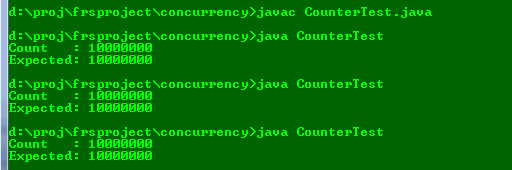 d:\proj\frsproject\concurrency>javac CounterTest.java
d:\proj\frsproject\concurrency>java CounterTest
Count   : 10000000
Expected: 10000000
d:\proj\frsproject\concurrency>java CounterTest
Count   : 10000000
Expected: 10000000
d:\proj\frsproject\concurrency>java CounterTest
Count   : 10000000
Expected: 10000000